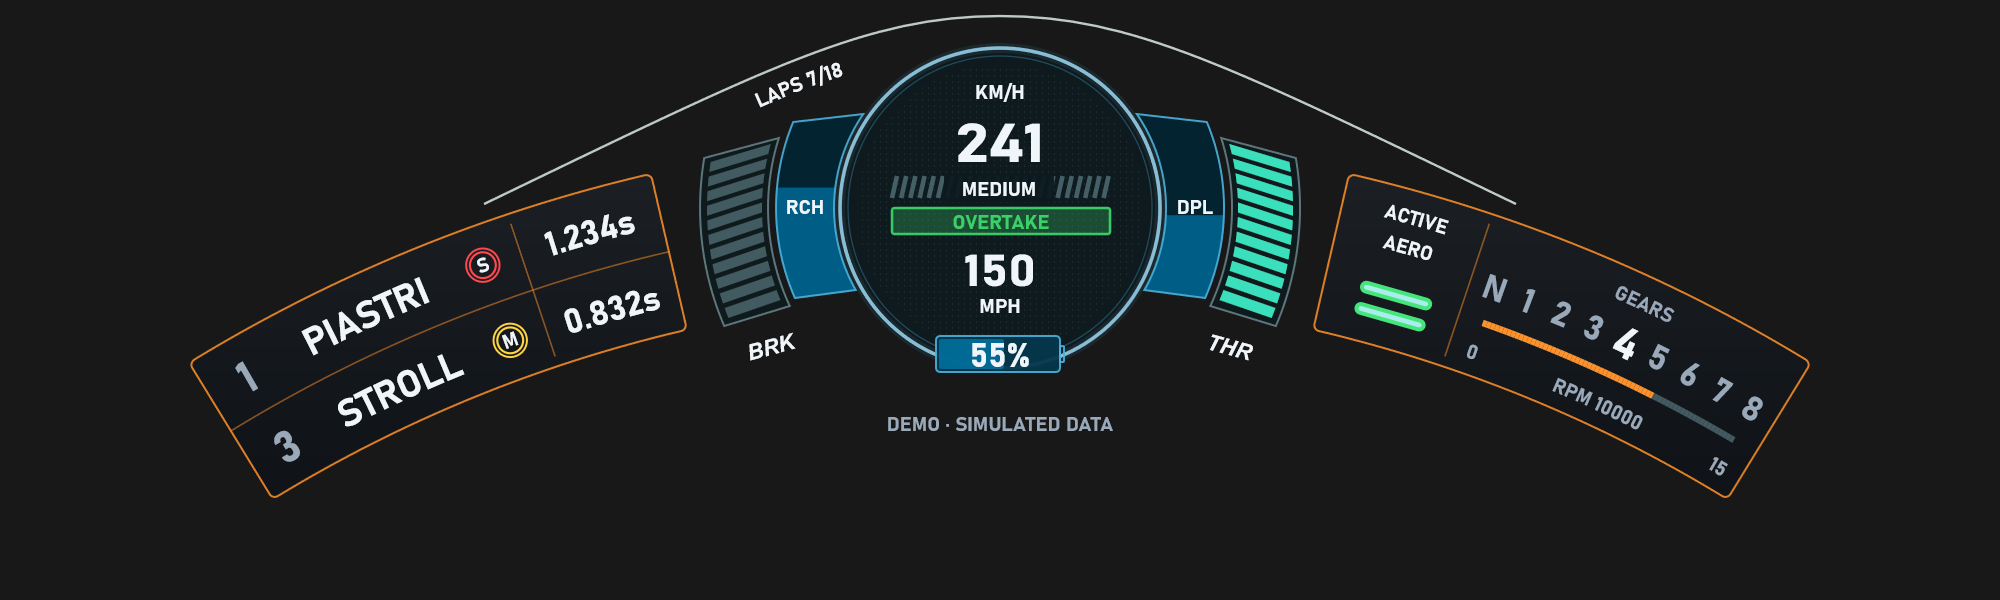 LAPS 7/18
1 PIASTRI S 1.234s
3 STROLL M 0.832s
BRK
RCH
KM/H
241
MEDIUM
OVERTAKE
150
MPH
55%
DPL
THR
ACTIVE
AERO
GEARS
N 1 2 3 4 5 6 7 8
0
RPM 10000
15
DEMO · SIMULATED DATA